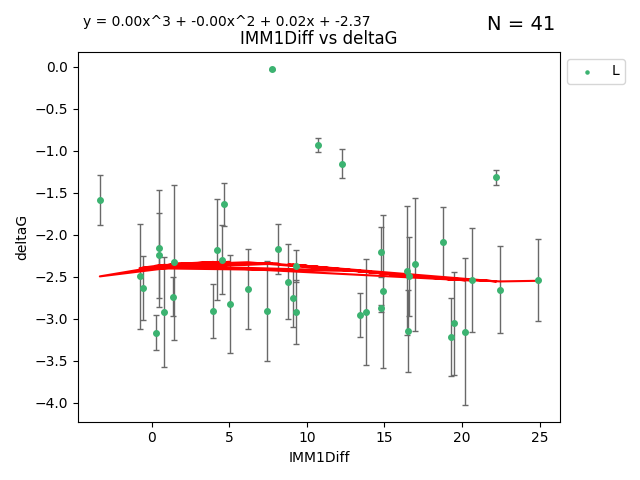 y = 0.00x^3 + -0.00x^2 + 0.02x + -2.37
N = 41
IMM1Diff vs deltaG
L
0.0
−0.5
−1.0
−1.5
−2.0
−2.5
−3.0
−3.5
−4.0
deltaG
0 5 10 15 20 25
IMM1Diff